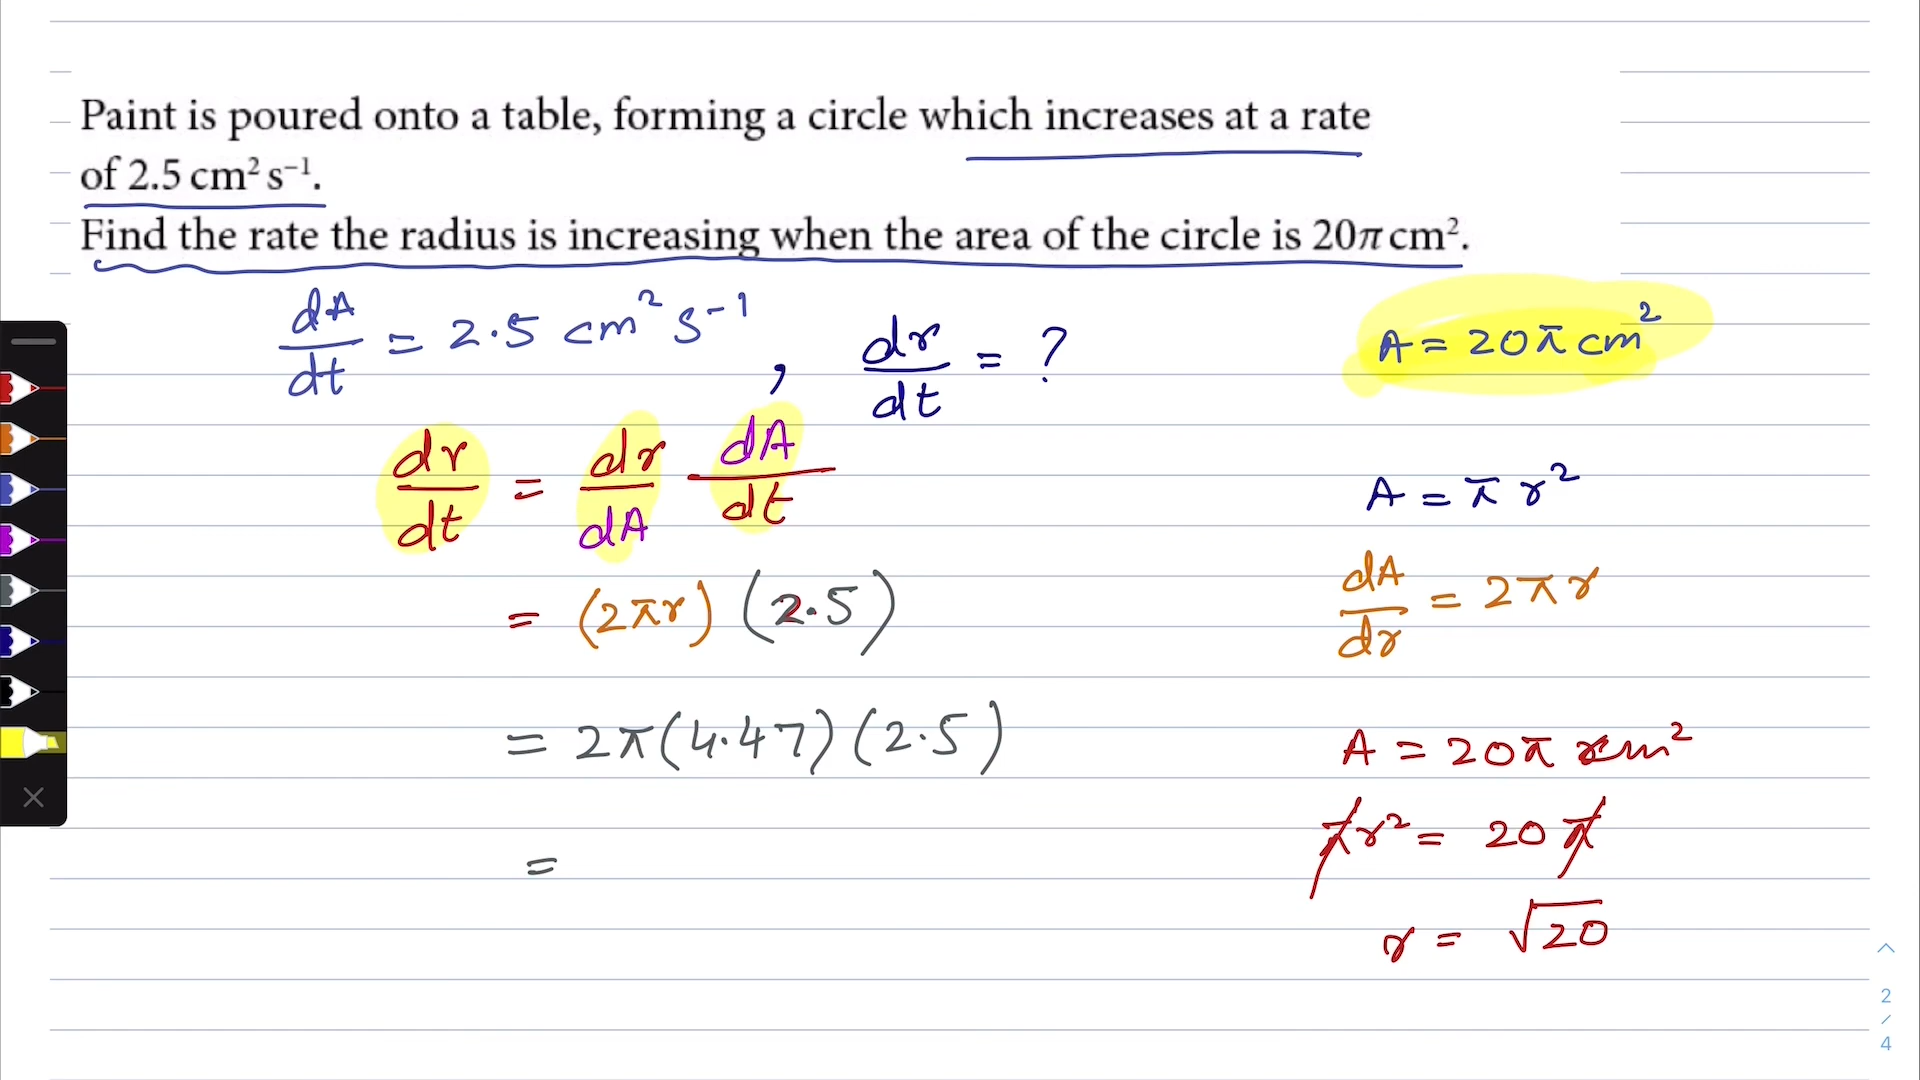 Paint is poured onto a table, forming a circle which increases at a rate
of 2.5 cm² s⁻¹.
Find the rate the radius is increasing when the area of the circle is 20π cm².
dA/dt = 2.5 cm² s⁻¹ , dr/dt = ?
A = 20π cm²
dr/dt = dr/dA dA/dt
= (2πr) (2.5)
= 2π(4.47)(2.5)
=
A = πr²
dA/dr = 2πr
A = 20π cm²
πr² = 20π
r = √20
2
/
4